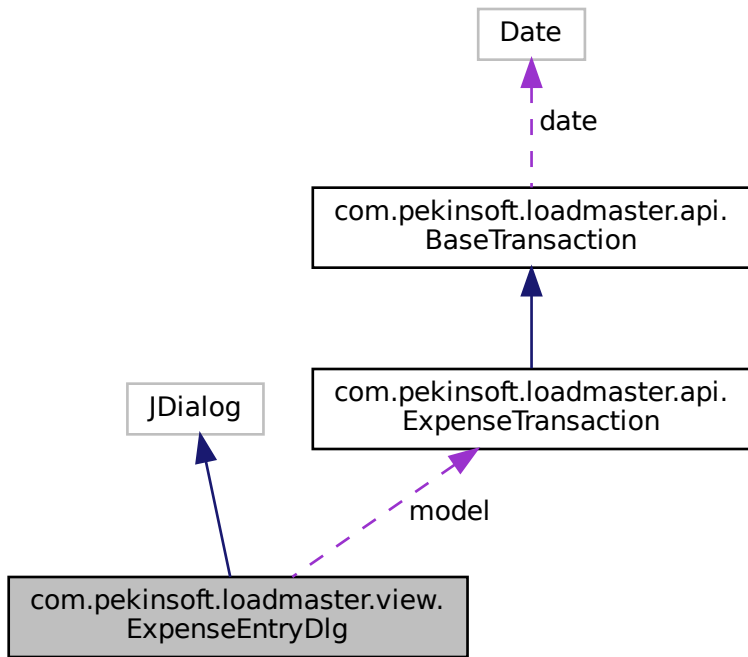 Date
date
com.pekinsoft.loadmaster.api.
BaseTransaction
com.pekinsoft.loadmaster.api.
ExpenseTransaction
JDialog
model
com.pekinsoft.loadmaster.view.
ExpenseEntryDlg